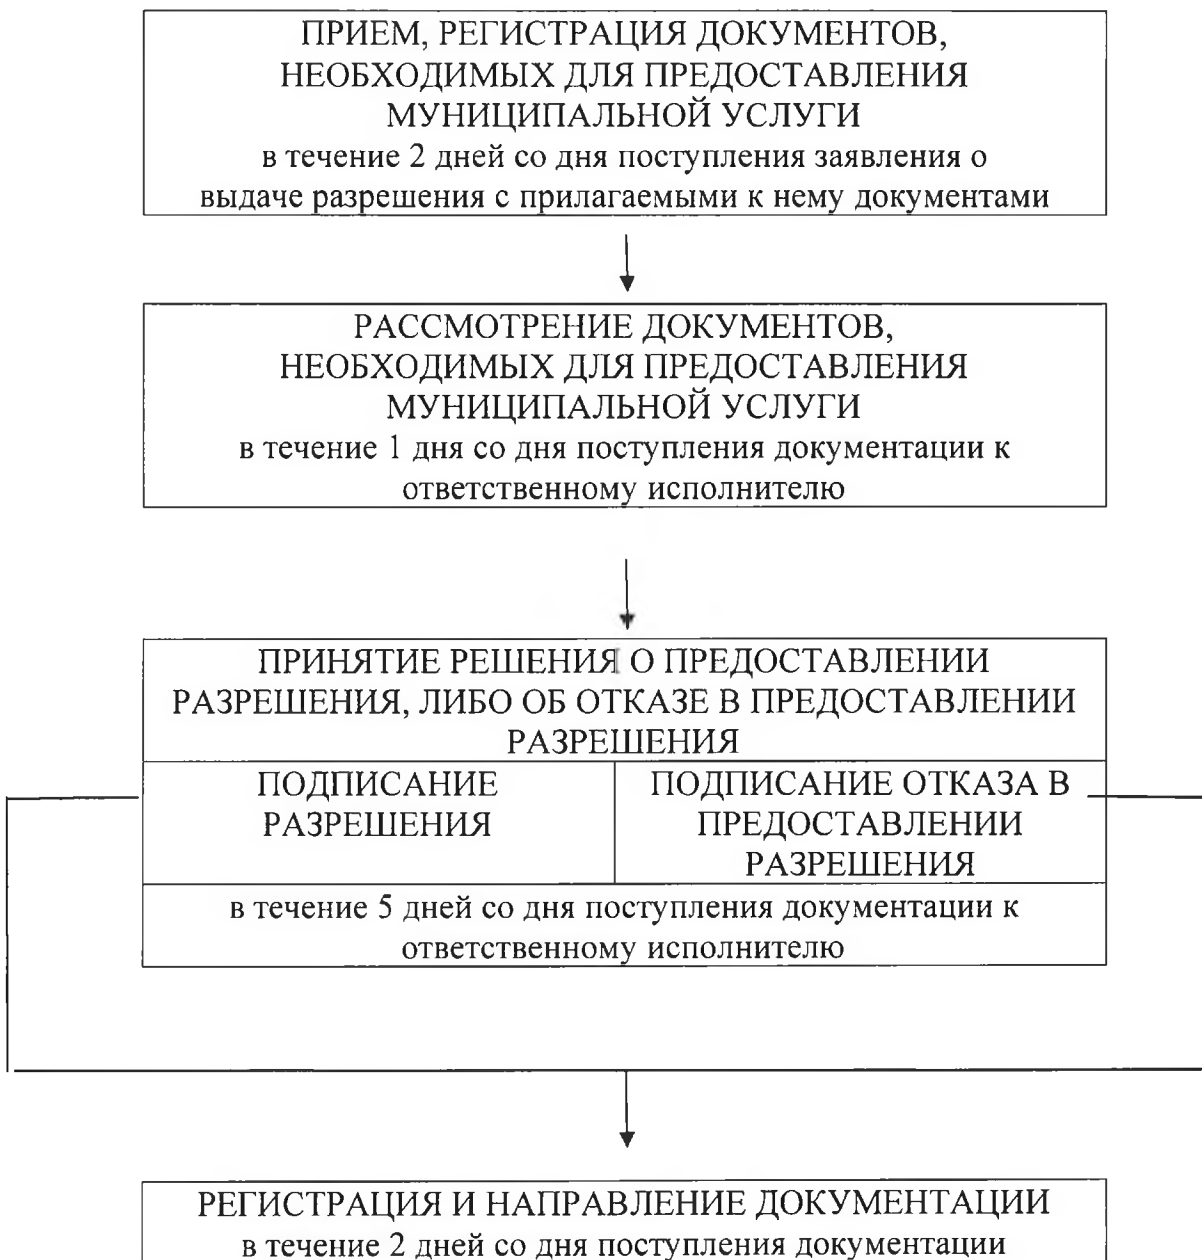 ПРИЕМ, РЕГИСТРАЦИЯ ДОКУМЕНТОВ,
НЕОБХОДИМЫХ ДЛЯ ПРЕДОСТАВЛЕНИЯ
МУНИЦИПАЛЬНОЙ УСЛУГИ
в течение 2 дней со дня поступления заявления о
выдаче разрешения с прилагаемыми к нему документами
РАССМОТРЕНИЕ ДОКУМЕНТОВ,
НЕОБХОДИМЫХ ДЛЯ ПРЕДОСТАВЛЕНИЯ
МУНИЦИПАЛЬНОЙ УСЛУГИ
в течение 1 дня со дня поступления документации к
ответственному исполнителю
ПРИНЯТИЕ РЕШЕНИЯ О ПРЕДОСТАВЛЕНИИ
РАЗРЕШЕНИЯ, ЛИБО ОБ ОТКАЗЕ В ПРЕДОСТАВЛЕНИИ
РАЗРЕШЕНИЯ
ПОДПИСАНИЕ
РАЗРЕШЕНИЯ
ПОДПИСАНИЕ ОТКАЗА В
ПРЕДОСТАВЛЕНИИ
РАЗРЕШЕНИЯ
в течение 5 дней со дня поступления документации к
ответственному исполнителю
РЕГИСТРАЦИЯ И НАПРАВЛЕНИЕ ДОКУМЕНТАЦИИ
в течение 2 дней со дня поступления документации